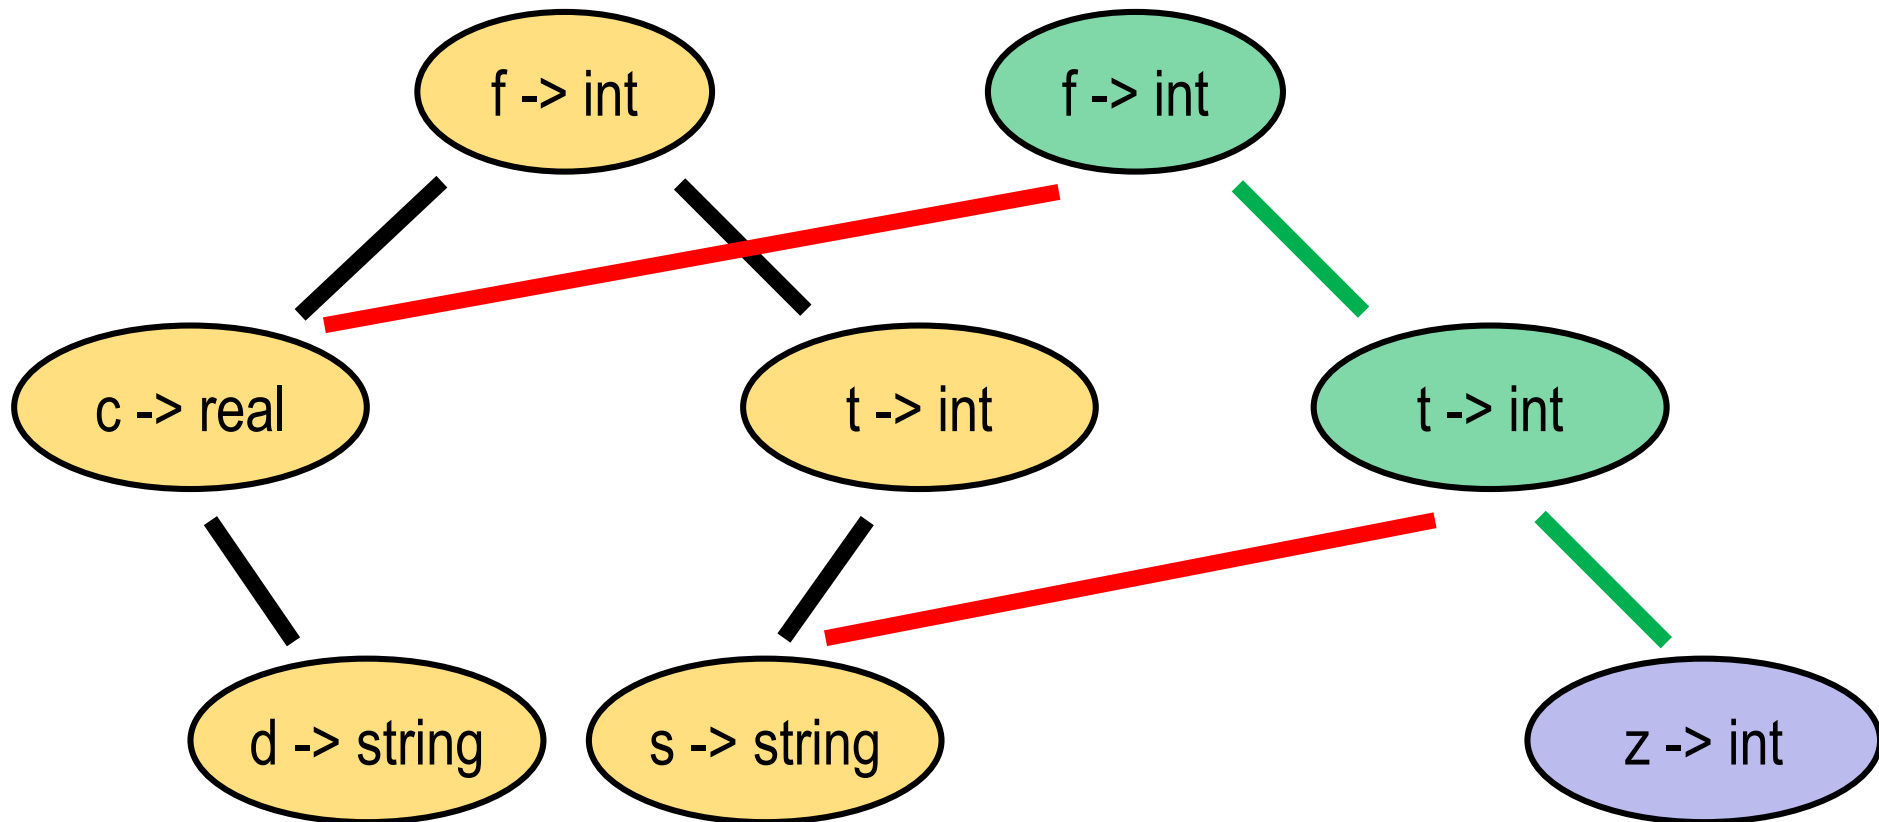 f -> int
f -> int
c -> real
t -> int
t -> int
d -> string
s -> string
z -> int